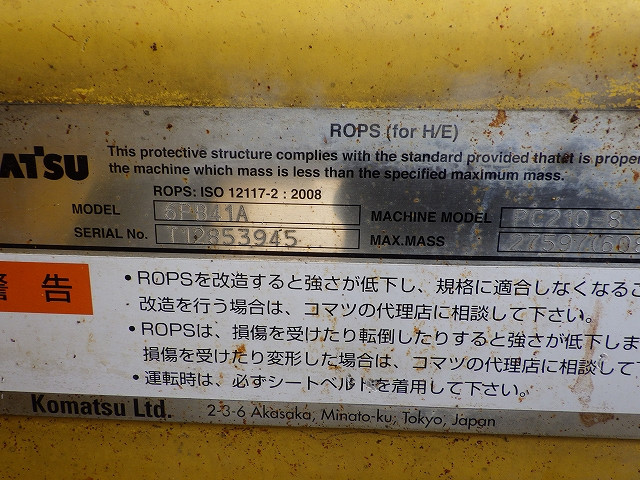 ROPS (for H/E)
ATSU
This protective structure complies with the standard provided thatat is proper
the machine which mass is less than the specified maximum mass.
ROPS: ISO 12117-2 : 2008
MODEL 6PB41A MACHINE MODEL PC210-8
SERIAL No. T12853945 MAX.MASS 27597(60
警告
・ROPSを改造すると強さが低下し、規格に適合しなくなるこ
改造を行う場合は、コマツの代理店に相談して下さい。
・ROPSは、損傷を受けたり転倒したりすると強さが低下しま
損傷を受けたり変形した場合は、コマツの代理店に相談して下
・運転時は、必ずシートベルトを着用して下さい。
Komatsu Ltd. 2-3-6 Akasaka, Minato-ku, Tokyo, Japan